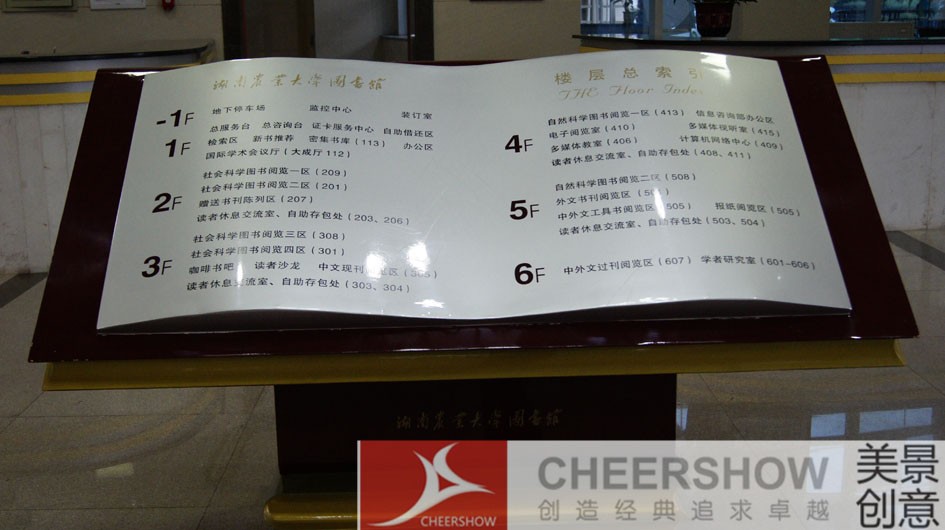 湖南农业大学图书馆
-1F 地下停车场 监控中心 装订室
1F 总服务台 总咨询台 证卡服务中心 自助借还区
检索区 新书推荐 密集书库(113) 办公区
国际学术会议厅(大成厅112)
2F 社会科学图书阅览一区(209)
社会科学图书阅览二区(201)
赠送书刊陈列区(207)
读者休息交流室、自助存包处(203、206)
3F 社会科学图书阅览三区(308)
社会科学图书阅览四区(301)
咖啡书吧 读者沙龙 中文现刊
读者休息交流室、自助存包处(303、304)
楼层总索引
THE Floor Index
4F 自然科学图书阅览一区(413) 信息咨询部办公区
电子阅览室(410) 多媒体视听室(415)
多媒体教室(406) 计算机网络中心(409)
读者休息交流室、自助存包处(408、411)
5F 自然科学图书阅览二区(508)
外文书刊阅览区
中外文工具书阅览区(505) 报纸阅览区(505)
读者休息交流室、自助存包处(503、504)
6F 中外文过刊阅览区(607) 学者研究室(601-606)
湖南农业大学图书馆
CHEERSHOW
CHEERSHOW
创造经典追求卓越
美景
创意